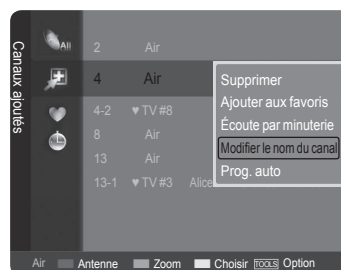 Canaux ajoutés
All
2 Air
4 Air
4-2 ♥ TV #8
8 Air
13 Air
13-1 ♥ TV #3 Alice
Supprimer
Ajouter aux favoris
Écoute par minuterie
Modifier le nom du canal
Prog. auto
Air Antenne Zoom Choisir TOOLS Option